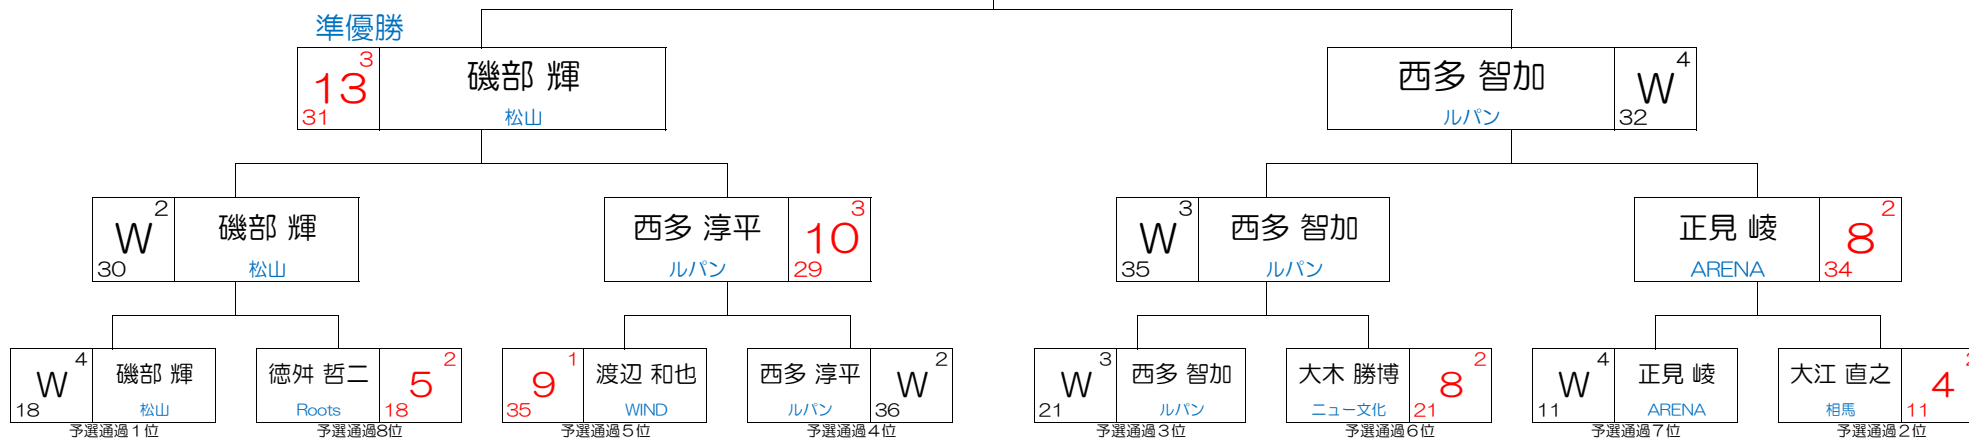 準優勝
13 3 31
磯部 輝
松山
西多 智加
ルパン
W 4 32
W 2 30
磯部 輝
松山
西多 淳平
ルパン
10 3 29
W 3 35
西多 智加
ルパン
正見 崚
ARENA
8 2 34
W 4 18
磯部 輝
松山
予選通過1位
徳舛 哲二
Roots
5 2 18
予選通過8位
9 1 35
渡辺 和也
WIND
予選通過5位
西多 淳平
ルパン
W 2 36
予選通過4位
W 3 21
西多 智加
ルパン
予選通過3位
大木 勝博
ニュー文化
8 2 21
予選通過6位
W 4 11
正見 崚
ARENA
予選通過7位
大江 直之
相馬
4 11
予選通過2位